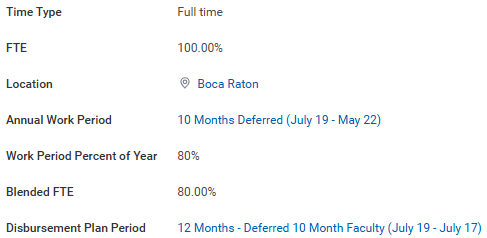 Time Type Full time
FTE 100.00%
Location Boca Raton
Annual Work Period 10 Months Deferred (July 19 - May 22)
Work Period Percent of Year 80%
Blended FTE 80.00%
Disbursement Plan Period 12 Months - Deferred 10 Month Faculty (July 19 - July 17)